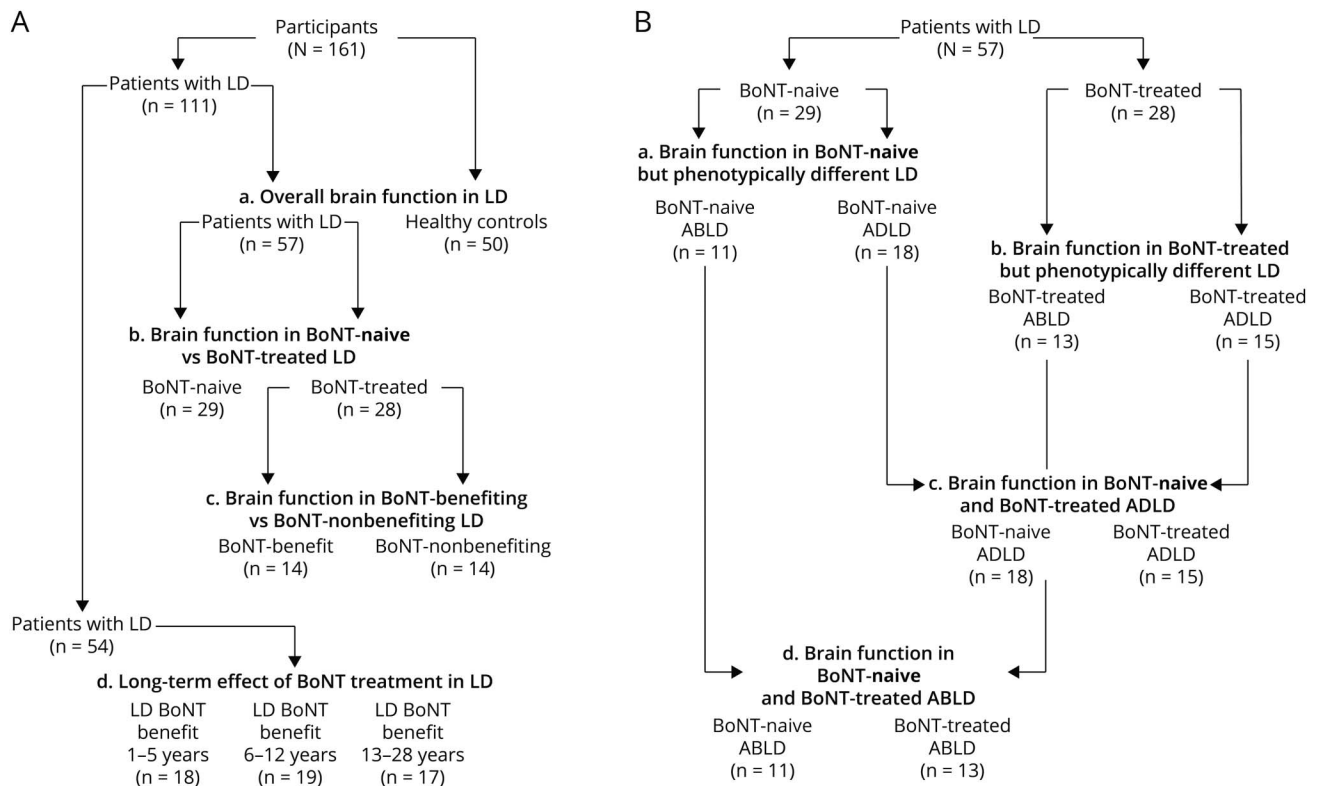 A
Participants
(N = 161)
Patients with LD
(n = 111)
a. Overall brain function in LD
Patients with LD
(n = 57)
Healthy controls
(n = 50)
b. Brain function in BoNT-naive
vs BoNT-treated LD
BoNT-naive
(n = 29)
BoNT-treated
(n = 28)
c. Brain function in BoNT-benefiting
vs BoNT-nonbenefiting LD
BoNT-benefit
(n = 14)
BoNT-nonbenefiting
(n = 14)
Patients with LD
(n = 54)
d. Long-term effect of BoNT treatment in LD
LD BoNT
benefit
1–5 years
(n = 18)
LD BoNT
benefit
6–12 years
(n = 19)
LD BoNT
benefit
13–28 years
(n = 17)
B
Patients with LD
(N = 57)
BoNT-naive
(n = 29)
BoNT-treated
(n = 28)
a. Brain function in BoNT-naive
but phenotypically different LD
BoNT-naive
ABLD
(n = 11)
BoNT-naive
ADLD
(n = 18)
b. Brain function in BoNT-treated
but phenotypically different LD
BoNT-treated
ABLD
(n = 13)
BoNT-treated
ADLD
(n = 15)
c. Brain function in BoNT-naive
and BoNT-treated ADLD
BoNT-naive
ADLD
(n = 18)
BoNT-treated
ADLD
(n = 15)
d. Brain function in
BoNT-naive
and BoNT-treated ABLD
BoNT-naive
ABLD
(n = 11)
BoNT-treated
ABLD
(n = 13)